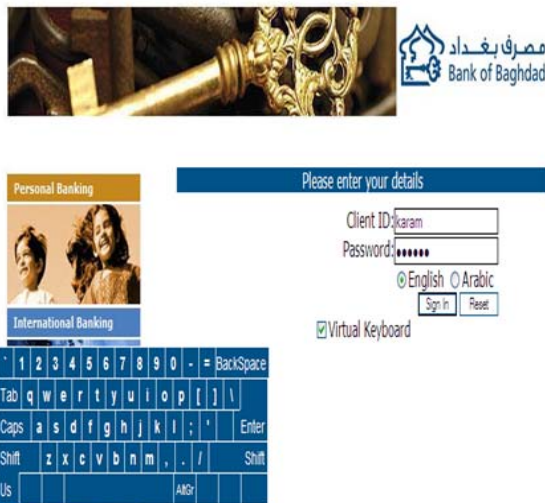 مصرف بغداد
Bank of Baghdad
Personal Banking
International Banking
Please enter your details
Client ID: karam
Password: ••••••
English Arabic
Sign In Reset
Virtual Keyboard
` 1 2 3 4 5 6 7 8 9 0 - = BackSpace
Tab q w e r t y u i o p [ ] \
Caps a s d f g h j k l ; ' Enter
Shift z x c v b n m , . / Shift
Us AltGr